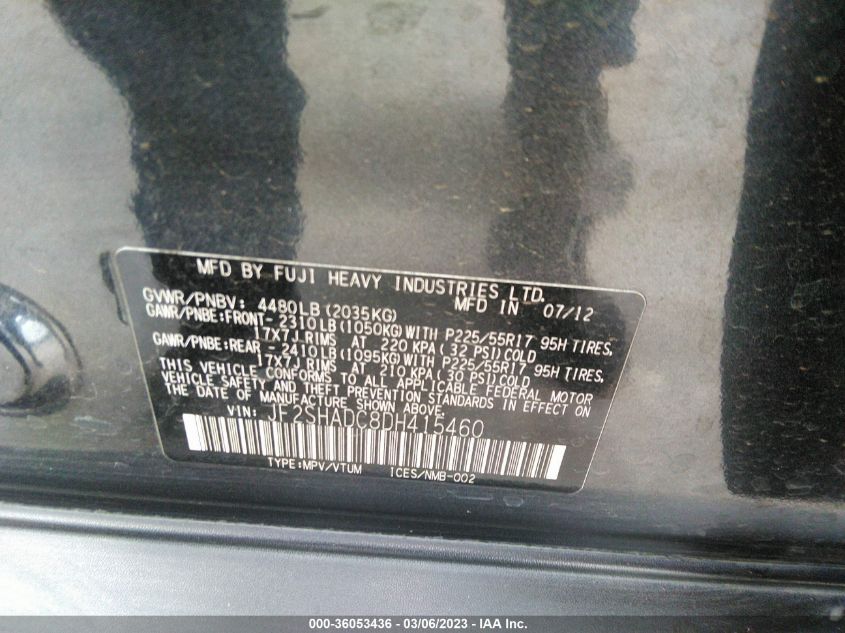 MFD BY FUJI HEAVY INDUSTRIES LTD.
GVWR/PNBV: 4480LB(2035KG) MFD IN 07/12
GAWR/PNBE:FRONT-2310LB(1050KG)WITH P225/55R17 95H TIRES,
17X7J RIMS AT 220 KPA(32 PSI)COLD
GAWR/PNBE:REAR -2410LB(1095KG)WITH P225/55R17 95H TIRES,
17X7J RIMS AT 210 KPA(30 PSI)COLD
THIS VEHICLE CONFORMS TO ALL APPLICABLE FEDERAL MOTOR
VEHICLE SAFETY AND THEFT PREVENTION STANDARDS IN EFFECT ON
THE DATE OF MANUFACTURE SHOWN ABOVE.
VIN: JF2SHADC8DH415460
TYPE:MPV/VTUM ICES/NMB-002
000-36053436 - 03/06/2023 - IAA Inc.